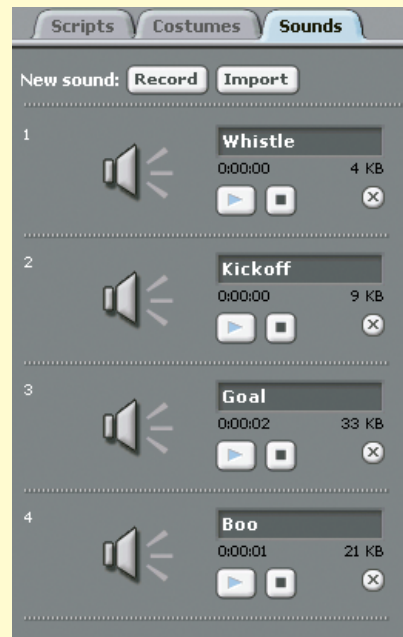 Scripts Costumes Sounds
New sound: Record Import
1
Whistle
0:00:00 4 KB
2
Kickoff
0:00:00 9 KB
3
Goal
0:00:02 33 KB
4
Boo
0:00:01 21 KB